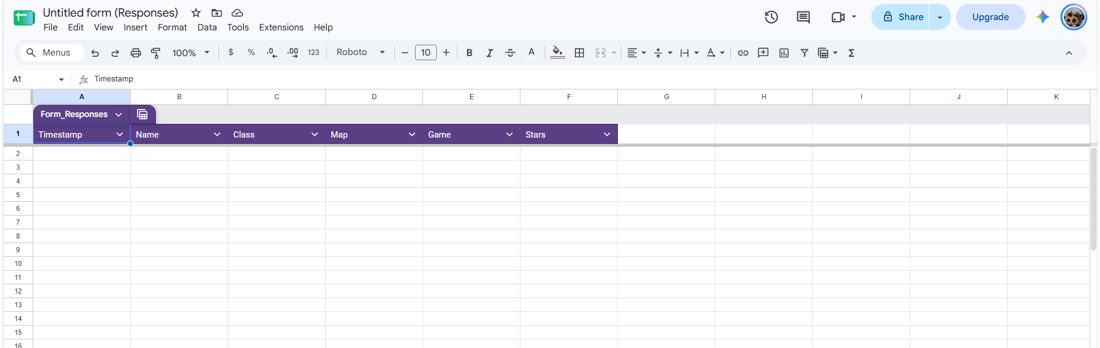 Untitled form (Responses)
File Edit View Insert Format Data Tools Extensions Help
Share
Upgrade
Menus
100%
$ % .0 .00 123
Roboto
10
B I S A
A1
fx Timestamp
A B C D E F G H I J K
Form_Responses
1 Timestamp Name Class Map Game Stars
2
3
4
5
6
7
8
9
10
11
12
13
14
15
16